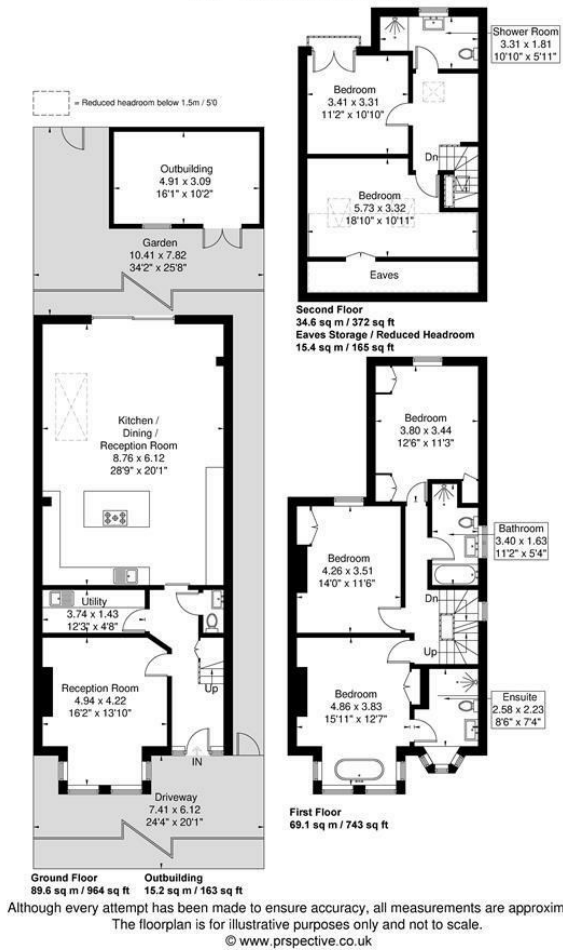 = Reduced headroom below 1.5m / 5'0
Outbuilding
4.91 x 3.09
16'1" x 10'2"
Garden
10.41 x 7.82
34'2" x 25'8"
Kitchen /
Dining /
Reception Room
8.76 x 6.12
28'9" x 20'1"
Utility
3.74 x 1.43
12'3" x 4'8"
Reception Room
4.94 x 4.22
16'2" x 13'10"
Up
IN
Driveway
7.41 x 6.12
24'4" x 20'1"
Ground Floor
89.6 sq m / 964 sq ft
Outbuilding
15.2 sq m / 163 sq ft
Shower Room
3.31 x 1.81
10'10" x 5'11"
Bedroom
3.41 x 3.31
11'2" x 10'10"
Dn
Bedroom
5.73 x 3.32
18'10" x 10'11"
Eaves
Second Floor
34.6 sq m / 372 sq ft
Eaves Storage / Reduced Headroom
15.4 sq m / 165 sq ft
Bedroom
3.80 x 3.44
12'6" x 11'3"
Bathroom
3.40 x 1.63
11'2" x 5'4"
Bedroom
4.26 x 3.51
14'0" x 11'6"
Dn
Up
Bedroom
4.86 x 3.83
15'11" x 12'7"
Ensuite
2.58 x 2.23
8'6" x 7'4"
First Floor
69.1 sq m / 743 sq ft
Although every attempt has been made to ensure accuracy, all measurements are approxim
The floorplan is for illustrative purposes only and not to scale.
© www.prspective.co.uk